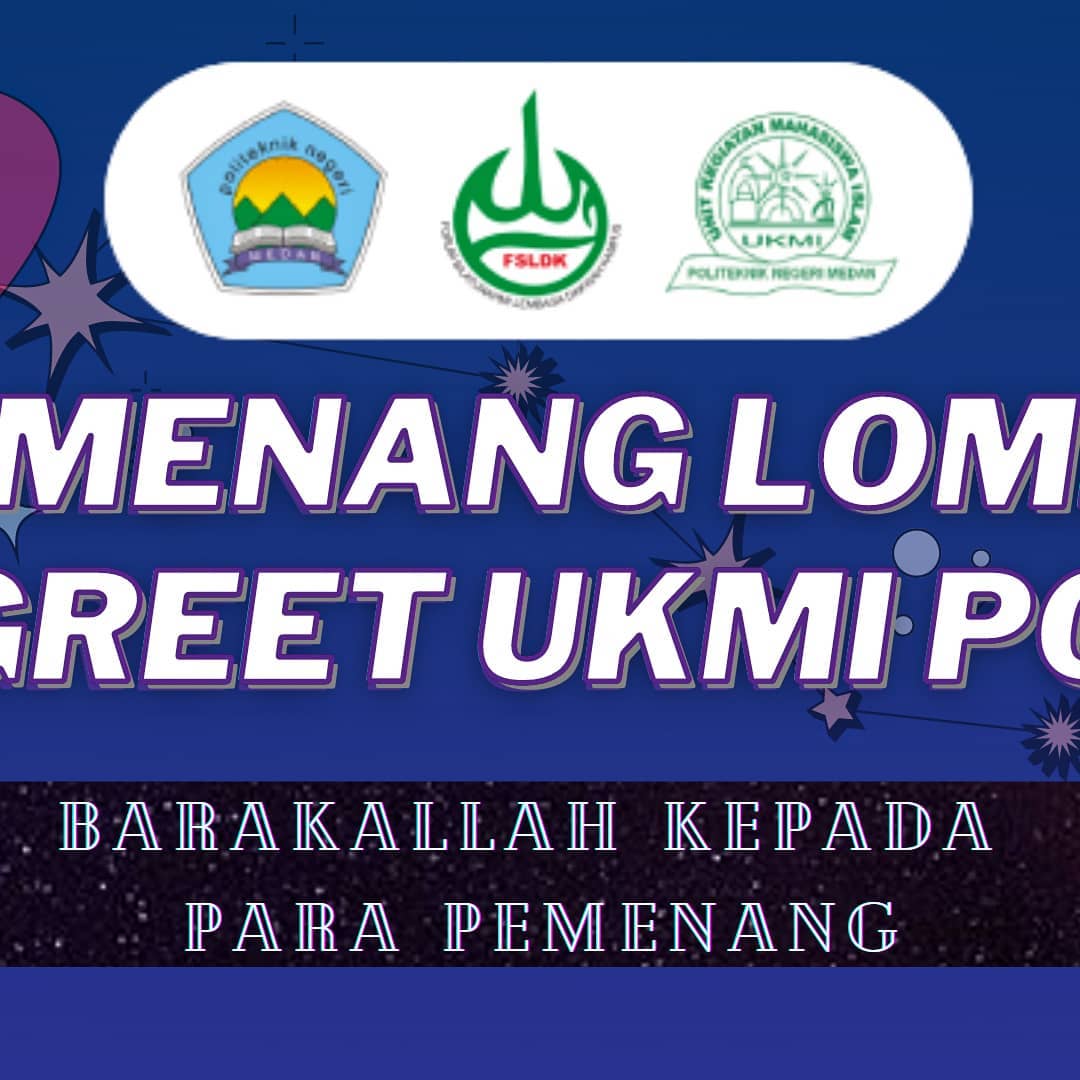 politeknik negeri
MEDAN
FSLDK
UNIT KEGIATAN MAHASISWA ISLAM
UKMI
POLITEKNIK NEGERI MEDAN
MENANG LOM
GREET UKMI PO
BARAKALLAH KEPADA
PARA PEMENANG